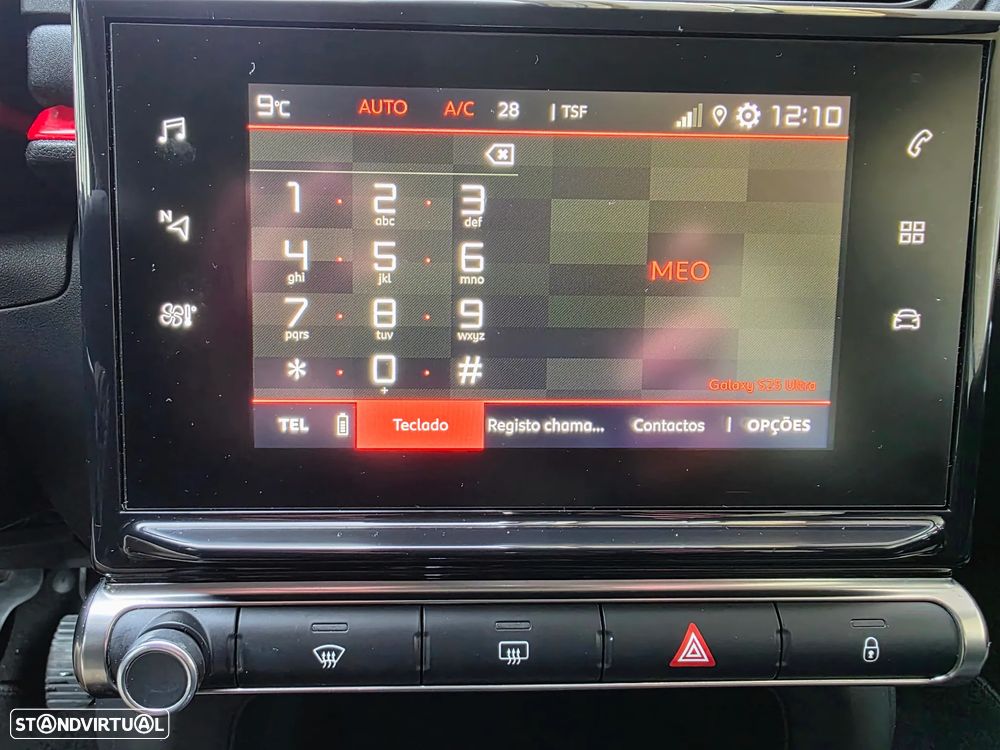 9°C AUTO A/C 28 | TSF 12:10
1 2 3
abc def
4 5 6
ghi jkl mno
MEO
7 8 9
pqrs tuv wxyz
* 0 #
+
Galaxy S25 Ultra
TEL Teclado Registo chama... Contactos | OPÇÕES
N
STANDVIRTUAL